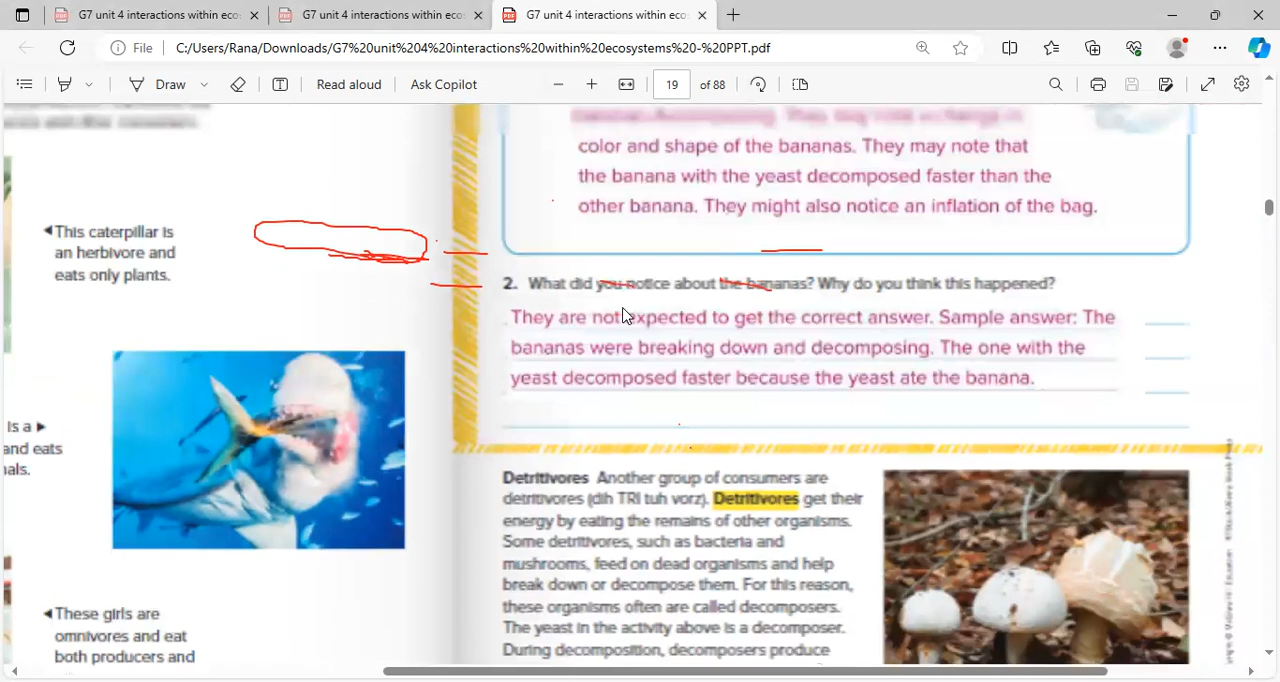 G7 unit 4 interactions within ecos
G7 unit 4 interactions within ecos
G7 unit 4 interactions within ecos
File
C:/Users/Rana/Downloads/G7%20unit%204%20interactions%20within%20ecosystems%20-%20PPT.pdf
Draw
Read aloud
Ask Copilot
19 of 88
color and shape of the bananas. They may note that
the banana with the yeast decomposed faster than the
other banana. They might also notice an inflation of the bag.
◀This caterpillar is
an herbivore and
eats only plants.
2. What did you notice about the bananas? Why do you think this happened?
They are not expected to get the correct answer. Sample answer: The
bananas were breaking down and decomposing. The one with the
yeast decomposed faster because the yeast ate the banana.
is a ▶
and eats
als.
Detritivores Another group of consumers are
detritivores (dih TRI tuh vorz). Detritivores get their
energy by eating the remains of other organisms.
Some detritivores, such as bacteria and
mushrooms, feed on dead organisms and help
break down or decompose them. For this reason,
these organisms often are called decomposers.
The yeast in the activity above is a decomposer.
During decomposition, decomposers produce
◀These girls are
omnivores and eat
both producers and